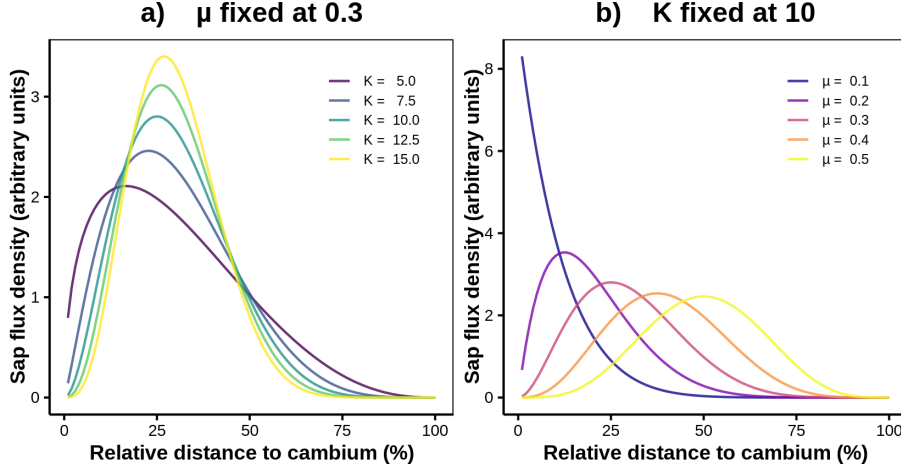 a) µ fixed at 0.3
Sap flux density (arbitrary units)
3
2
1
0
K = 5.0
K = 7.5
K = 10.0
K = 12.5
K = 15.0
0 25 50 75 100
Relative distance to cambium (%)
b) K fixed at 10
Sap flux density (arbitrary units)
8
6
4
2
0
µ = 0.1
µ = 0.2
µ = 0.3
µ = 0.4
µ = 0.5
0 25 50 75 100
Relative distance to cambium (%)